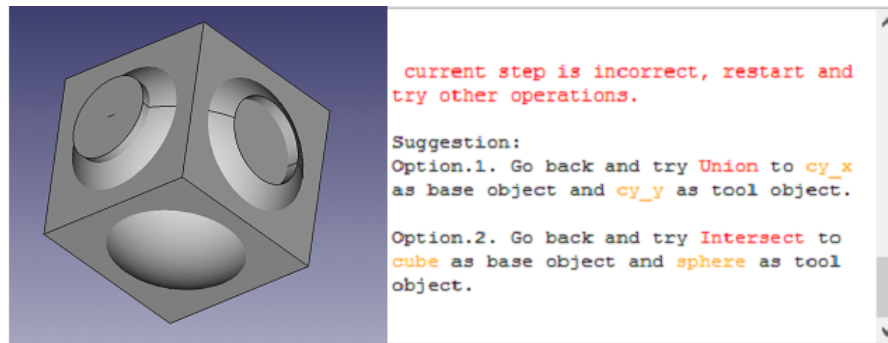 current step is incorrect, restart and
try other operations.
Suggestion:
Option.1. Go back and try Union to cy_x
as base object and cy_y as tool object.
Option.2. Go back and try Intersect to
cube as base object and sphere as tool
object.